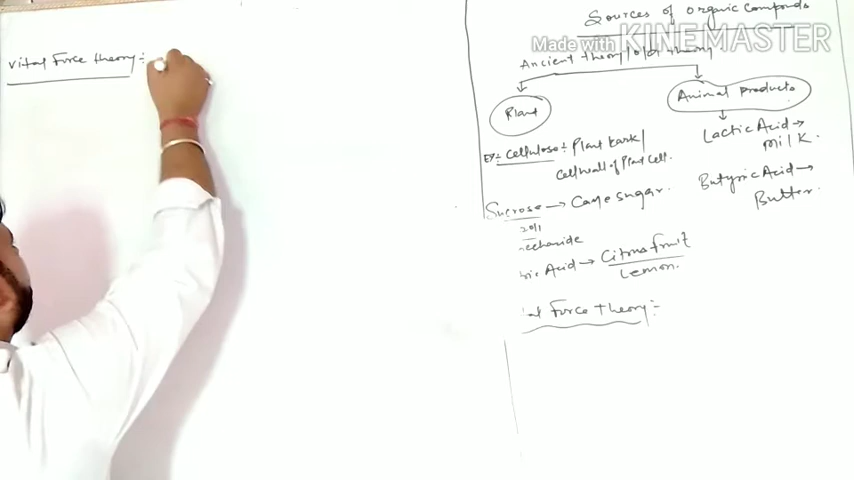 Vital Force theory :-
Sources of organic Compounds
Made with KINEMASTER
Ancient theory/old theory
Plant
Animal products
Ex:- Cellulose :- Plant bark/
Cellwall of Plant Cell.
Lactic Acid →
Milk.
Sucrose → Cane sugar.
Butyric Acid →
Butter.
ric Acid → Citrus fruit
Lemon.
al Force theory :-